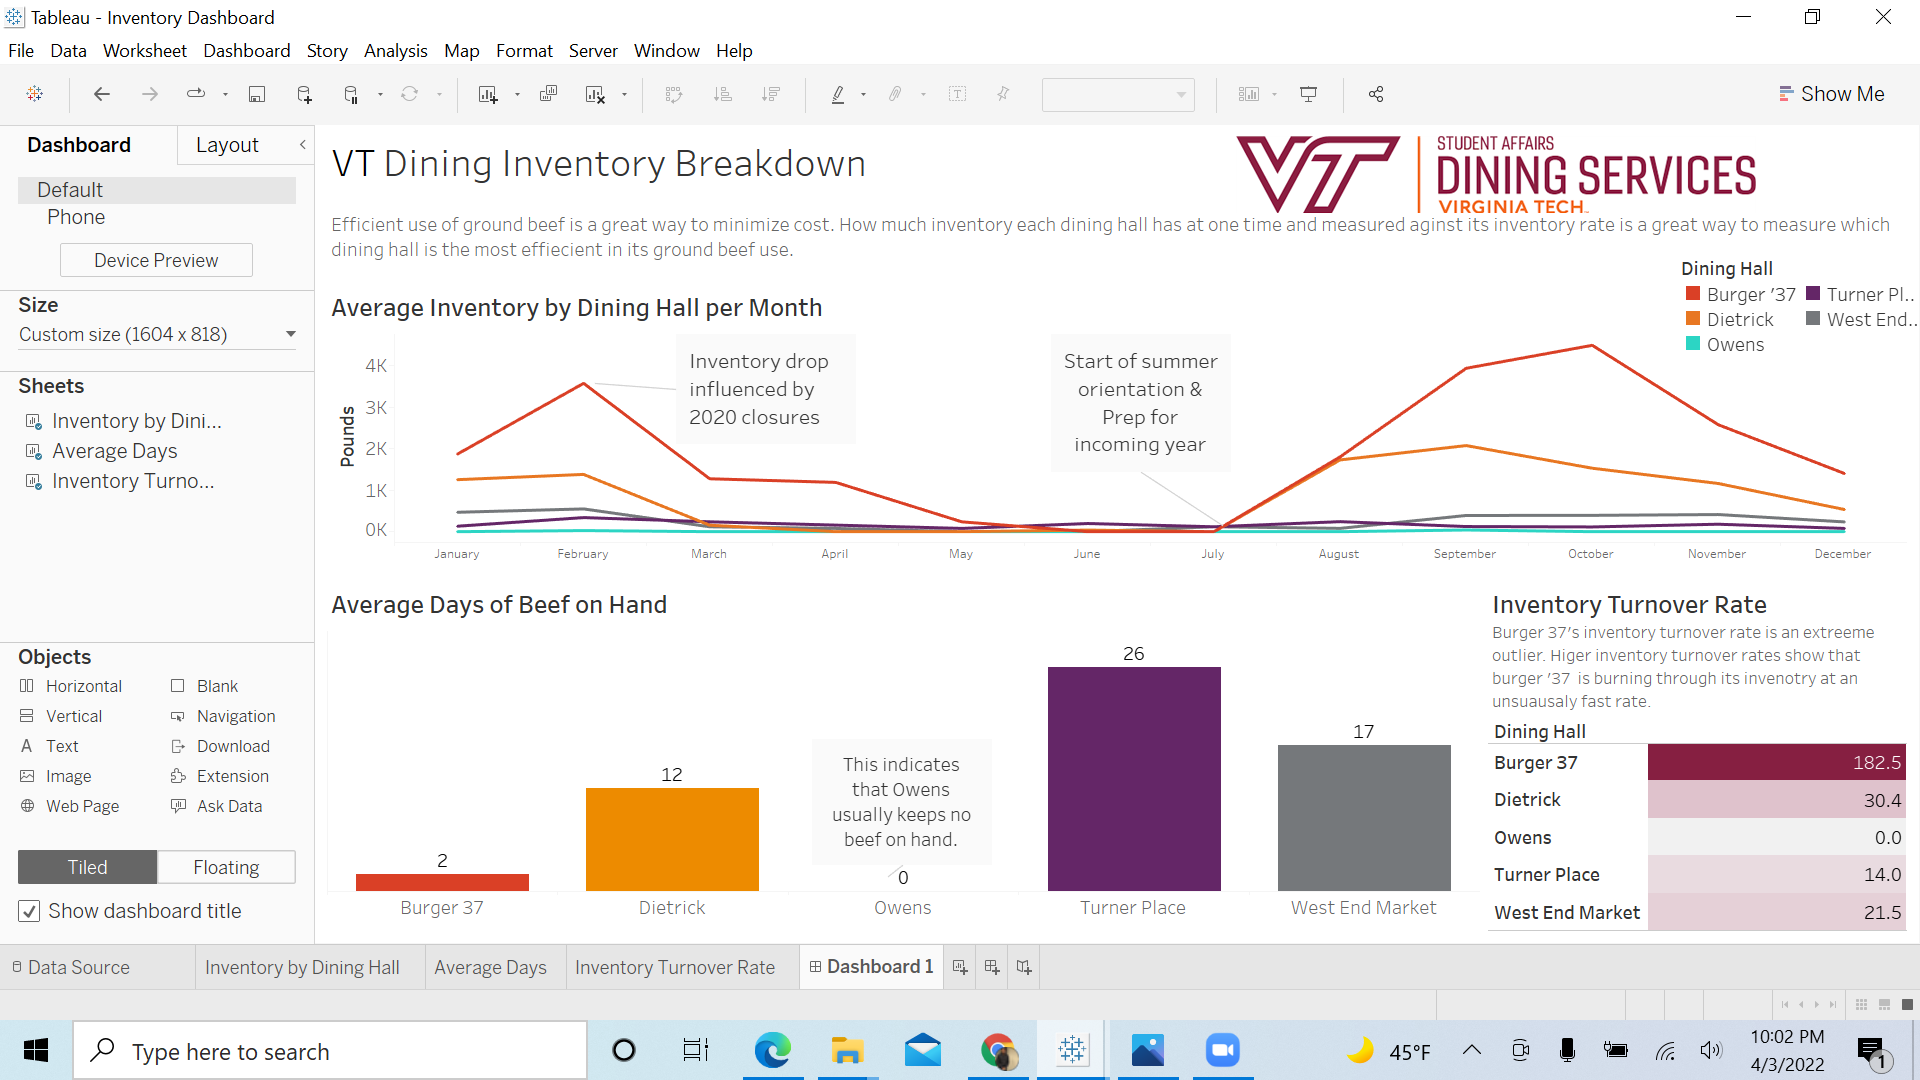 Tableau - Inventory Dashboard
File Data Worksheet Dashboard Story Analysis Map Format Server Window Help
Show Me
Dashboard Layout
Default
Phone
Device Preview
Size
Custom size (1604 x 818)
Sheets
Inventory by Dini...
Average Days
Inventory Turno...
Objects
Horizontal Blank
Vertical Navigation
A Text Download
Image Extension
Web Page Ask Data
Tiled Floating
Show dashboard title
VT Dining Inventory Breakdown
VT STUDENT AFFAIRS
DINING SERVICES
VIRGINIA TECH
Efficient use of ground beef is a great way to minimize cost. How much inventory each dining hall has at one time and measured aginst its inventory rate is a great way to measure which
dining hall is the most effiecient in its ground beef use.
Dining Hall
Burger '37 Turner Pl..
Dietrick West End..
Owens
Average Inventory by Dining Hall per Month
Pounds
4K
3K
2K
1K
0K
Inventory drop
influenced by
2020 closures
Start of summer
orientation &
Prep for
incoming year
January February March April May June July August September October November December
Average Days of Beef on Hand
2
12
This indicates
that Owens
usually keeps no
beef on hand.
0
26
17
Burger 37 Dietrick Owens Turner Place West End Market
Inventory Turnover Rate
Burger 37's inventory turnover rate is an extreeme
outlier. Higer inventory turnover rates show that
burger '37 is burning through its invenotry at an
unsuausaly fast rate.
Dining Hall
Burger 37 182.5
Dietrick 30.4
Owens 0.0
Turner Place 14.0
West End Market 21.5
Data Source Inventory by Dining Hall Average Days Inventory Turnover Rate Dashboard 1
Type here to search
45°F
10:02 PM
4/3/2022
1